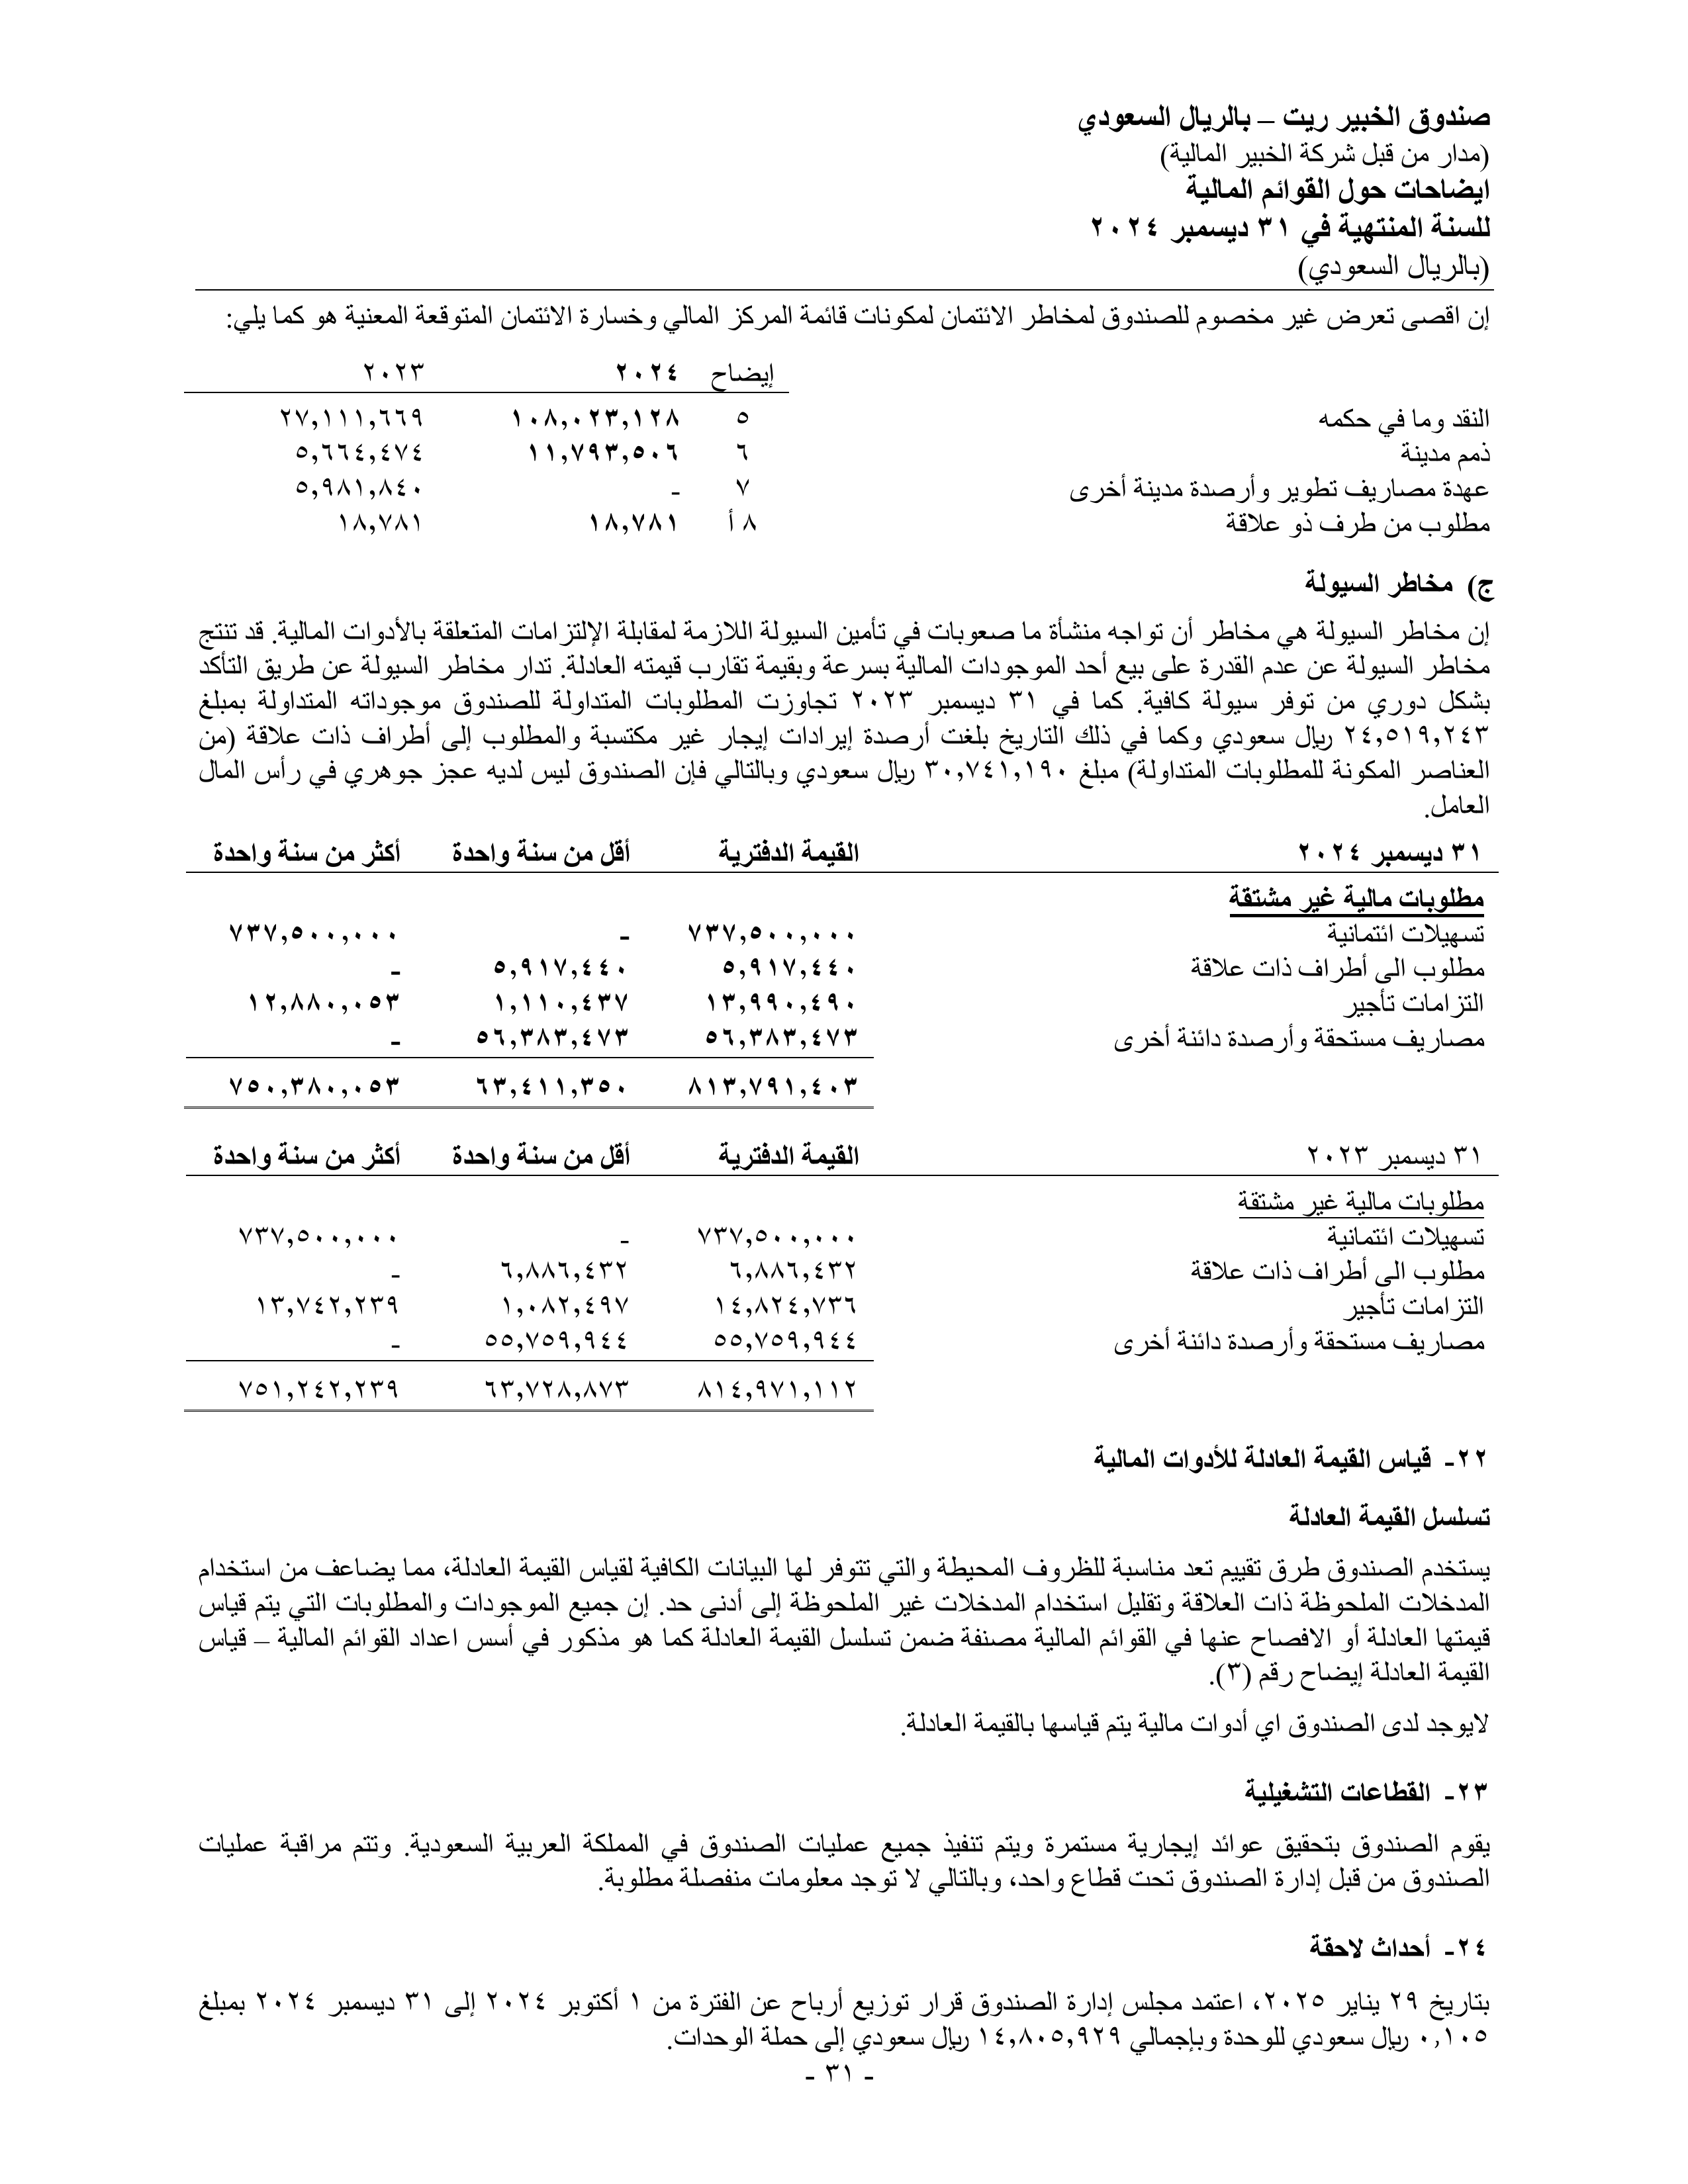 صندوق الخبير ريت – بالريال السعودي
(مدار من قبل شركة الخبير المالية)
ايضاحات حول القوائم المالية
للسنة المنتهية في ٣١ ديسمبر ٢٠٢٤
(بالريال السعودي)
إن اقصى تعرض غير مخصوم للصندوق لمخاطر الائتمان لمكونات قائمة المركز المالي وخسارة الائتمان المتوقعة المعنية هو كما يلي:
إيضاح ٢٠٢٤ ٢٠٢٣
النقد وما في حكمه ٥ ١٠٨,٠٢٣,١٢٨ ٢٧,١١١,٦٦٩
ذمم مدينة ٦ ١١,٧٩٣,٥٠٦ ٥,٦٦٤,٤٧٤
عهدة مصاريف تطوير وأرصدة مدينة أخرى ٧ - ٥,٩٨١,٨٤٠
مطلوب من طرف ذو علاقة ٨ أ ١٨,٧٨١ ١٨,٧٨١
ج) مخاطر السيولة
إن مخاطر السيولة هي مخاطر أن تواجه منشأة ما صعوبات في تأمين السيولة اللازمة لمقابلة الإلتزامات المتعلقة بالأدوات المالية. قد تنتج
مخاطر السيولة عن عدم القدرة على بيع أحد الموجودات المالية بسرعة وبقيمة تقارب قيمته العادلة. تدار مخاطر السيولة عن طريق التأكد
بشكل دوري من توفر سيولة كافية. كما في ٣١ ديسمبر ٢٠٢٣ تجاوزت المطلوبات المتداولة للصندوق موجوداته المتداولة بمبلغ
٢٤,٥١٩,٢٤٣ ريال سعودي وكما في ذلك التاريخ بلغت أرصدة إيرادات إيجار غير مكتسبة والمطلوب إلى أطراف ذات علاقة (من
العناصر المكونة للمطلوبات المتداولة) مبلغ ٣٠,٧٤١,١٩٠ ريال سعودي وبالتالي فإن الصندوق ليس لديه عجز جوهري في رأس المال
العامل.
٣١ ديسمبر ٢٠٢٤ القيمة الدفترية أقل من سنة واحدة أكثر من سنة واحدة
مطلوبات مالية غير مشتقة
تسهيلات ائتمانية ٧٣٧,٥٠٠,٠٠٠ - ٧٣٧,٥٠٠,٠٠٠
مطلوب الى أطراف ذات علاقة ٥,٩١٧,٤٤٠ ٥,٩١٧,٤٤٠ -
التزامات تأجير ١٣,٩٩٠,٤٩٠ ١,١١٠,٤٣٧ ١٢,٨٨٠,٠٥٣
مصاريف مستحقة وأرصدة دائنة أخرى ٥٦,٣٨٣,٤٧٣ ٥٦,٣٨٣,٤٧٣ -
٨١٣,٧٩١,٤٠٣ ٦٣,٤١١,٣٥٠ ٧٥٠,٣٨٠,٠٥٣
٣١ ديسمبر ٢٠٢٣ القيمة الدفترية أقل من سنة واحدة أكثر من سنة واحدة
مطلوبات مالية غير مشتقة
تسهيلات ائتمانية ٧٣٧,٥٠٠,٠٠٠ - ٧٣٧,٥٠٠,٠٠٠
مطلوب الى أطراف ذات علاقة ٦,٨٨٦,٤٣٢ ٦,٨٨٦,٤٣٢ -
التزامات تأجير ١٤,٨٢٤,٧٣٦ ١,٠٨٢,٤٩٧ ١٣,٧٤٢,٢٣٩
مصاريف مستحقة وأرصدة دائنة أخرى ٥٥,٧٥٩,٩٤٤ ٥٥,٧٥٩,٩٤٤ -
٨١٤,٩٧١,١١٢ ٦٣,٧٢٨,٨٧٣ ٧٥١,٢٤٢,٢٣٩
٢٢- قياس القيمة العادلة للأدوات المالية
تسلسل القيمة العادلة
يستخدم الصندوق طرق تقييم تعد مناسبة للظروف المحيطة والتي تتوفر لها البيانات الكافية لقياس القيمة العادلة، مما يضاعف من استخدام
المدخلات الملحوظة ذات العلاقة وتقليل استخدام المدخلات غير الملحوظة إلى أدنى حد. إن جميع الموجودات والمطلوبات التي يتم قياس
قيمتها العادلة أو الافصاح عنها في القوائم المالية مصنفة ضمن تسلسل القيمة العادلة كما هو مذكور في أسس اعداد القوائم المالية – قياس
القيمة العادلة إيضاح رقم (٣).
لايوجد لدى الصندوق اي أدوات مالية يتم قياسها بالقيمة العادلة.
٢٣- القطاعات التشغيلية
يقوم الصندوق بتحقيق عوائد إيجارية مستمرة ويتم تنفيذ جميع عمليات الصندوق في المملكة العربية السعودية. وتتم مراقبة عمليات
الصندوق من قبل إدارة الصندوق تحت قطاع واحد، وبالتالي لا توجد معلومات منفصلة مطلوبة.
٢٤- أحداث لاحقة
بتاريخ ٢٩ يناير ٢٠٢٥، اعتمد مجلس إدارة الصندوق قرار توزيع أرباح عن الفترة من ١ أكتوبر ٢٠٢٤ إلى ٣١ ديسمبر ٢٠٢٤ بمبلغ
٠,١٠٥ ريال سعودي للوحدة وبإجمالي ١٤,٨٠٥,٩٢٩ ريال سعودي إلى حملة الوحدات.
- ٣١ -